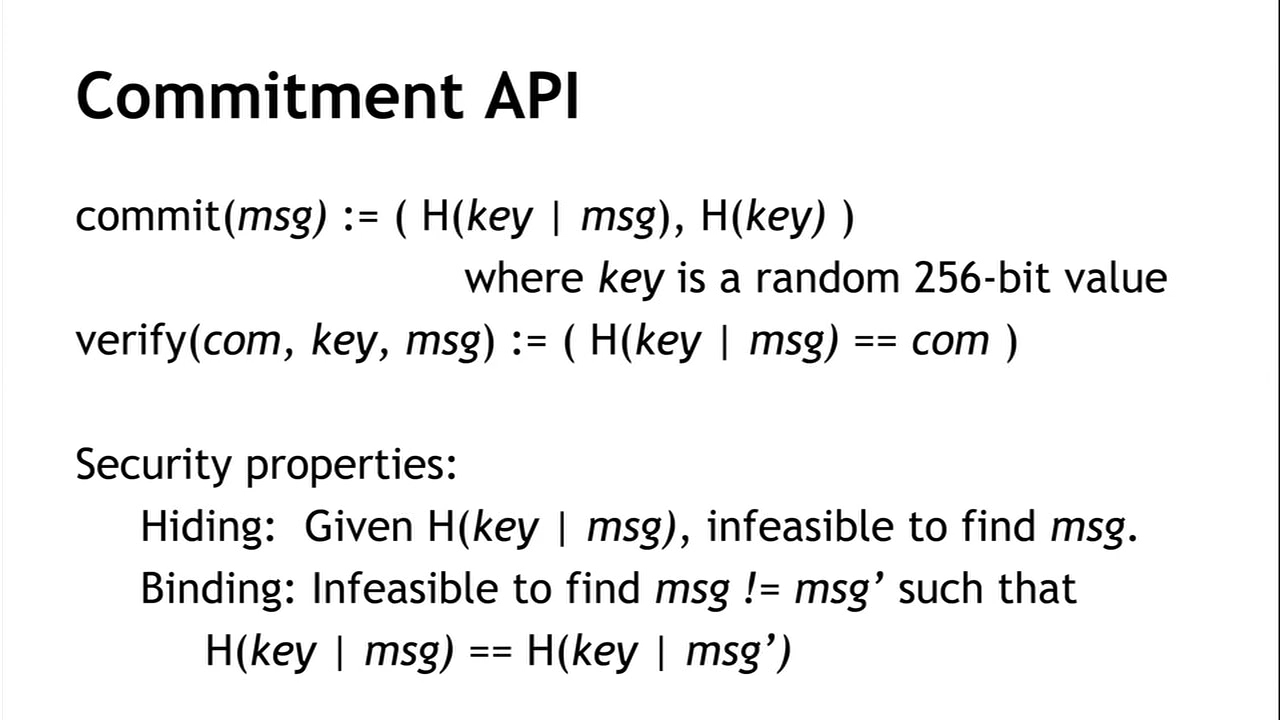 Commitment API
commit(msg) := ( H(key | msg), H(key) )
where key is a random 256-bit value
verify(com, key, msg) := ( H(key | msg) == com )
Security properties:
Hiding: Given H(key | msg), infeasible to find msg.
Binding: Infeasible to find msg != msg’ such that
H(key | msg) == H(key | msg’)